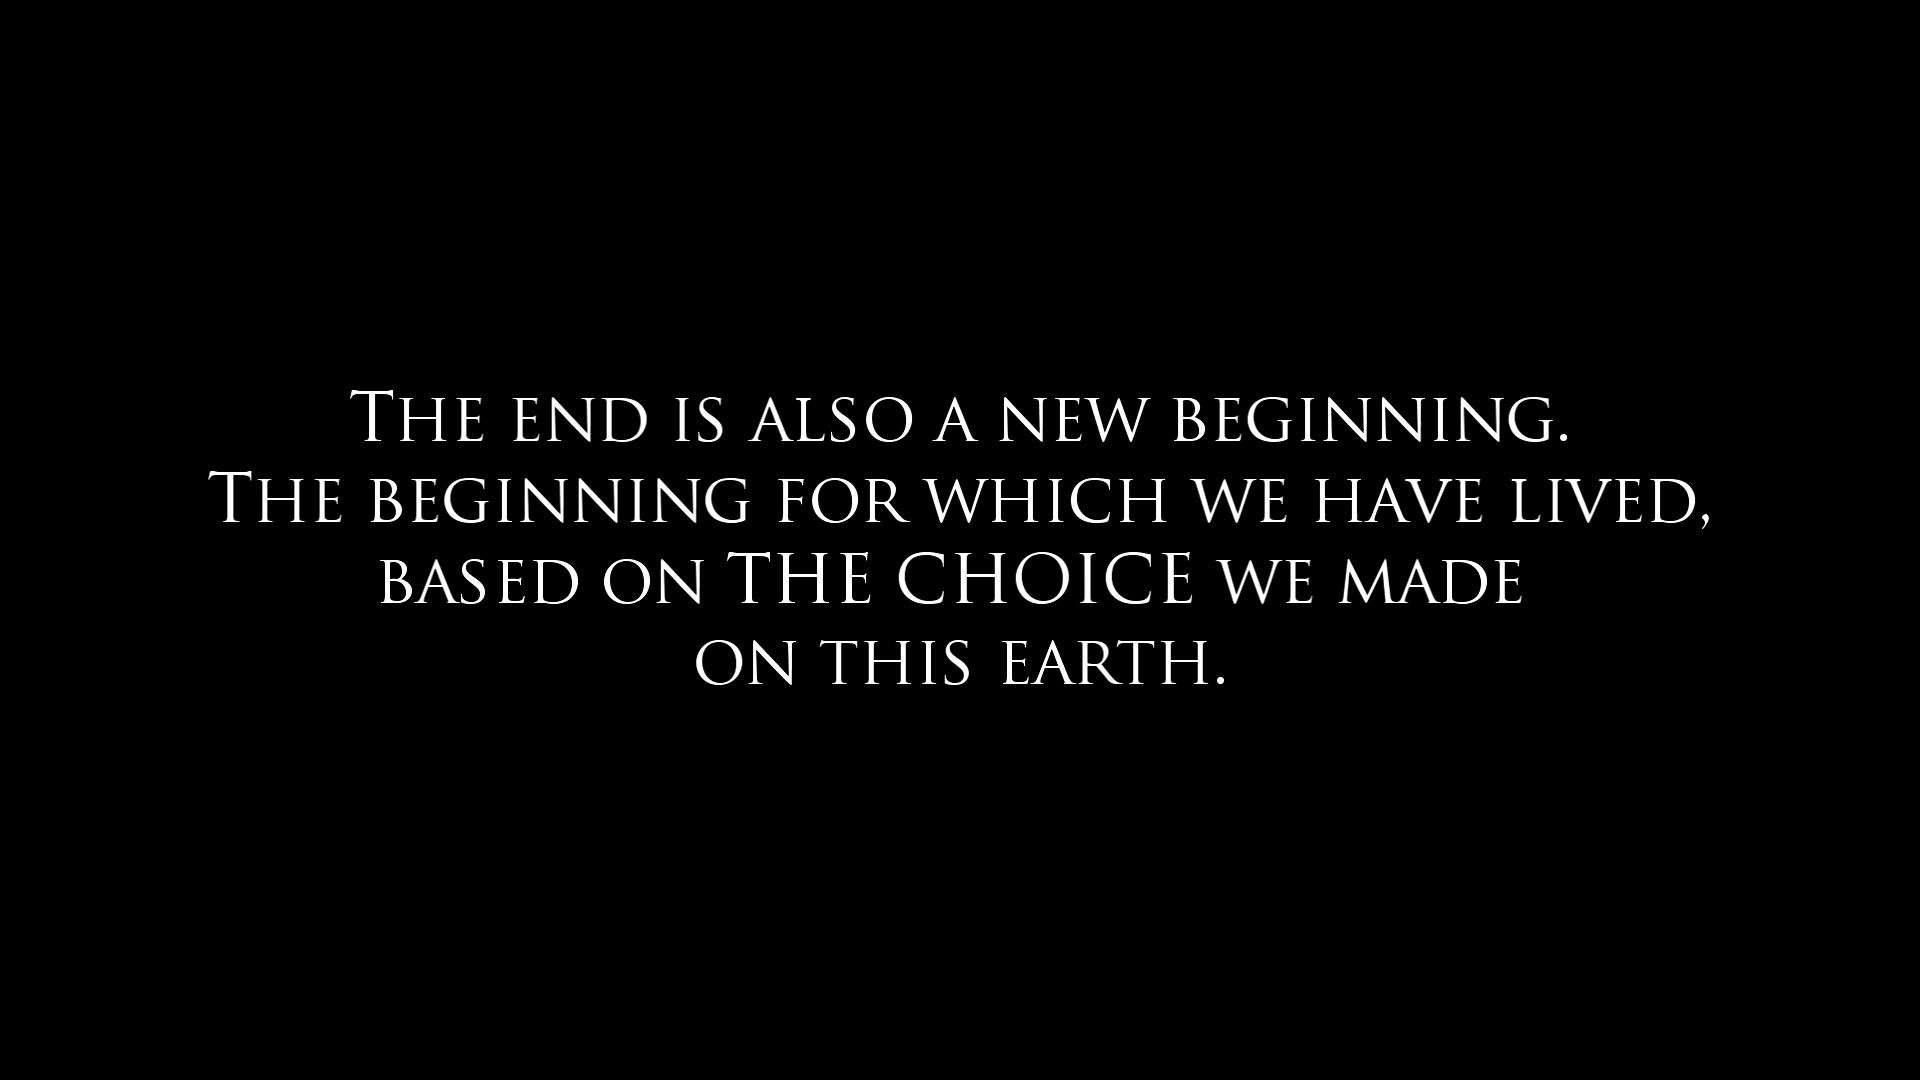 The end is also a new beginning.
The beginning for which we have lived,
based on THE CHOICE we made
on this earth.